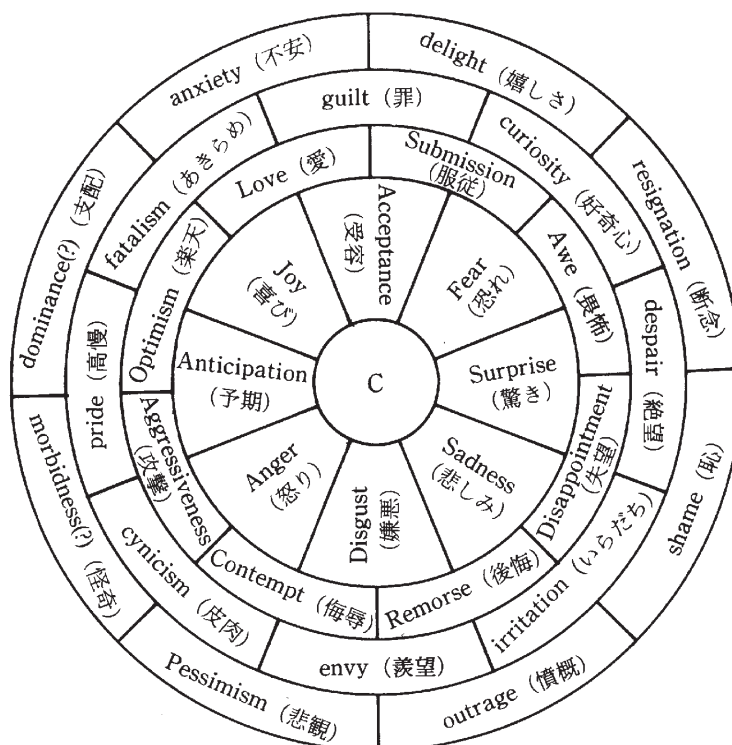 anxiety (不安)
delight (嬉しさ)
resignation (断念)
shame (恥)
outrage (憤概)
Pessimism (悲観)
morbidness(?) (怪奇)
dominance(?) (支配)
guilt (罪)
curiosity (好奇心)
despair (絶望)
irritation (いらだち)
envy (羨望)
cynicism (皮肉)
pride (高慢)
fatalism (あきらめ)
Love (愛)
Submission
(服従)
Awe (畏怖)
Disappointment
(失望)
Remorse (後悔)
Contempt (侮辱)
Aggressiveness
(攻撃)
Optimism (楽天)
Acceptance
(受容)
Fear
(恐れ)
Surprise
(驚き)
Sadness
(悲しみ)
Disgust
(嫌悪)
Anger
(怒り)
Anticipation
(予期)
Joy
(喜び)
C